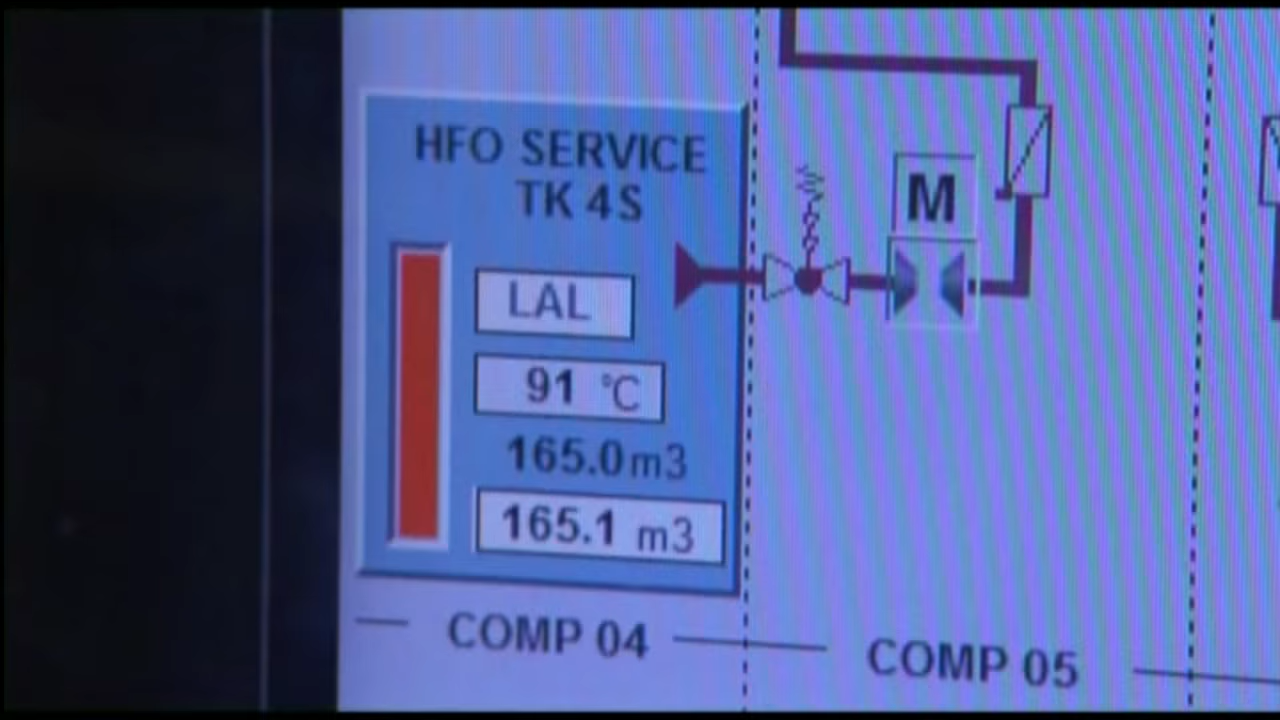 HFO SERVICE
TK 4S
M
LAL
91 °C
165.0m3
165.1 m3
COMP 04
COMP 05